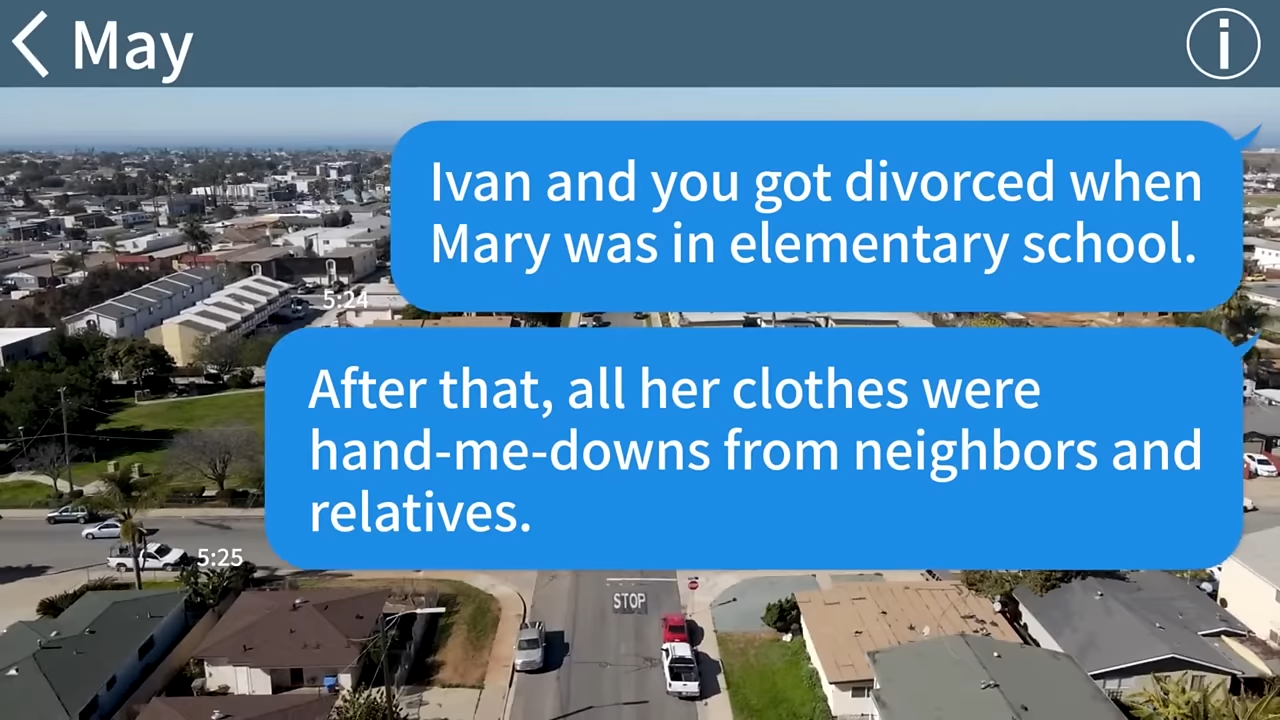 May
Ivan and you got divorced when
Mary was in elementary school.
5:24
After that, all her clothes were
hand-me-downs from neighbors and
relatives.
5:25
STOP